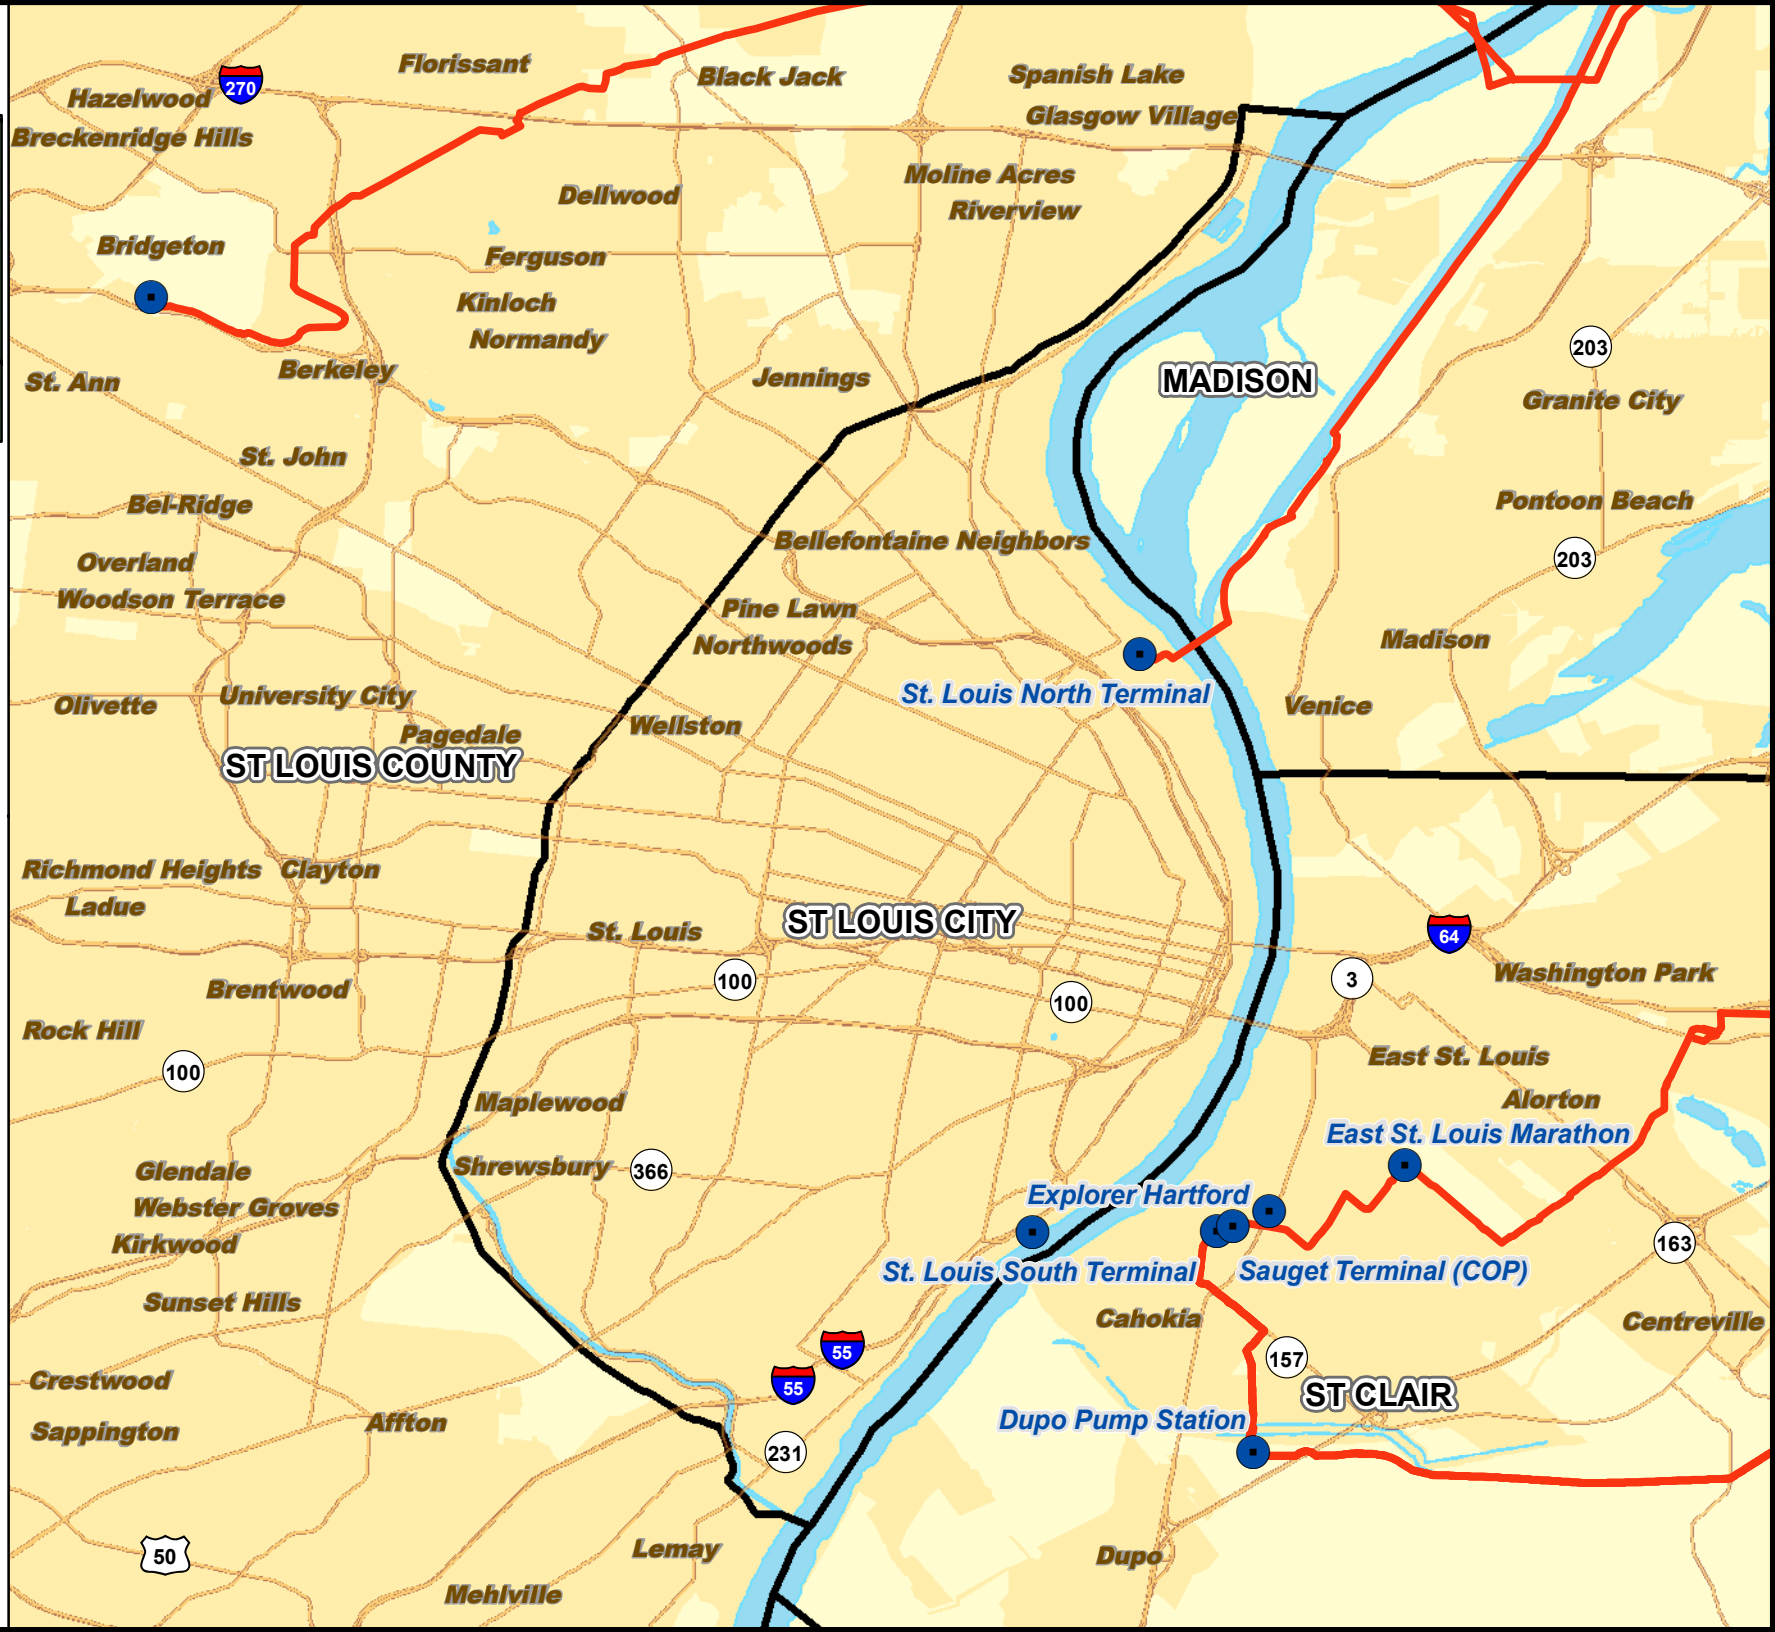 Florissant
Black Jack
Spanish Lake
270
Hazelwood
Glasgow Village
Breckenridge Hills
Moline Acres
Dellwood
Riverview
Bridgeton
Ferguson
Kinloch
Normandy
203
Berkeley
St. Ann
Jennings
MADISON
Granite City
St. John
Bel-Ridge
Pontoon Beach
Bellefontaine Neighbors
Overland
203
Woodson Terrace
Pine Lawn
Northwoods
Madison
St. Louis North Terminal
University City
Olivette
Venice
Wellston
Pagedale
ST LOUIS COUNTY
Richmond Heights
Clayton
Ladue
ST LOUIS CITY
St. Louis
64
Washington Park
100
3
Brentwood
100
Rock Hill
East St. Louis
100
Maplewood
Alorton
East St. Louis Marathon
Shrewsbury
366
Glendale
Explorer Hartford
Webster Groves
Kirkwood
163
St. Louis South Terminal
Sauget Terminal (COP)
Sunset Hills
Cahokia
Centreville
55
157
Crestwood
55
ST CLAIR
Affton
Dupo Pump Station
Sappington
231
Lemay
50
Dupo
Mehlville